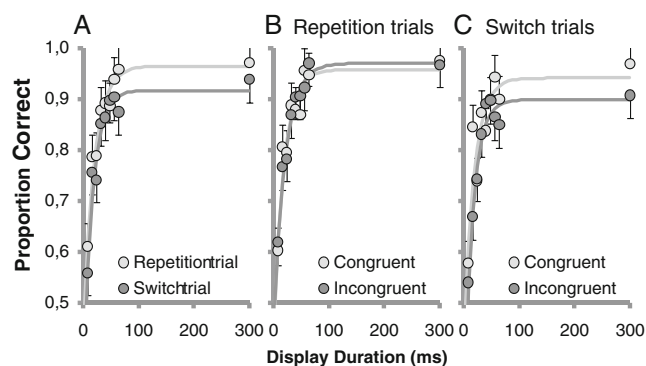 A
B Repetition trials
C Switch trials
Proportion Correct
1,0
0,9
0,8
0,7
0,6
0,5
Repetitiontrial
Switchtrial
Congruent
Incongruent
Congruent
Incongruent
0 100 200 300
0 100 200 300
0 100 200 300
Display Duration (ms)